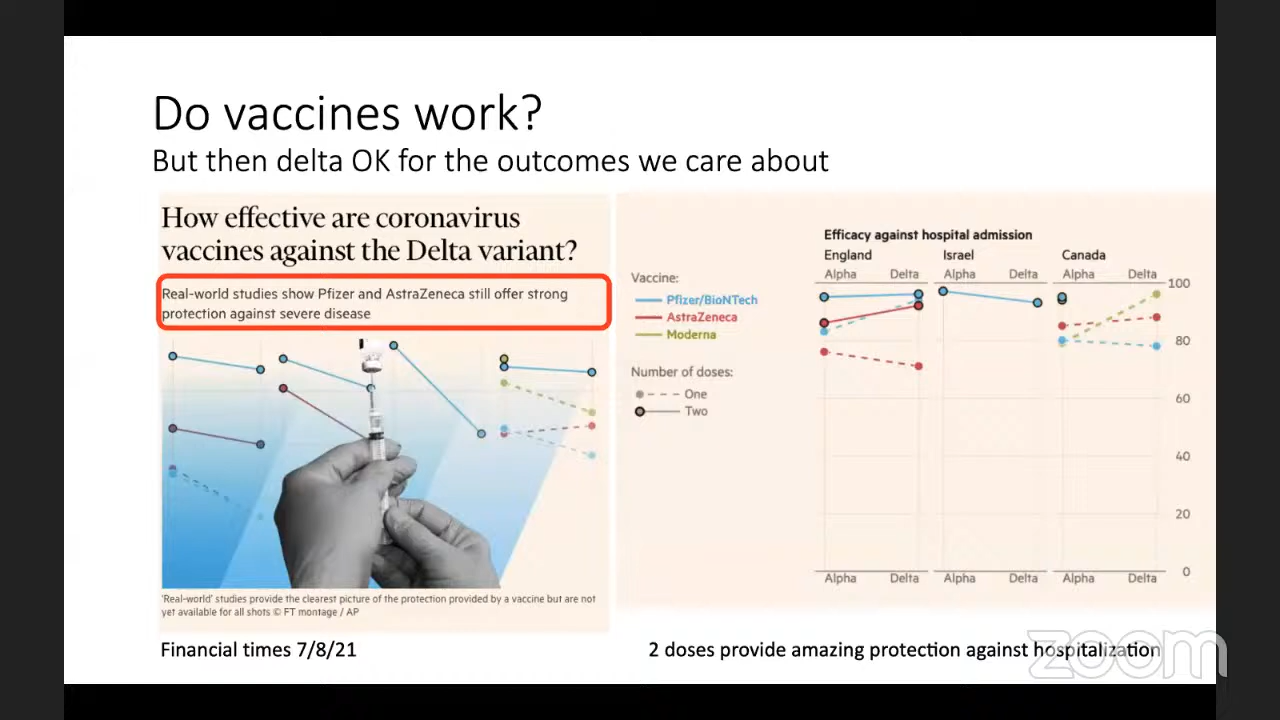 Do vaccines work?
But then delta OK for the outcomes we care about
How effective are coronavirus
vaccines against the Delta variant?
Real-world studies show Pfizer and AstraZeneca still offer strong
protection against severe disease
'Real-world' studies provide the clearest picture of the protection provided by a vaccine but are not
yet available for all shots © FT montage / AP
Financial times 7/8/21
Vaccine:
Pfizer/BioNTech
AstraZeneca
Moderna
Number of doses:
One
Two
Efficacy against hospital admission
England Israel Canada
Alpha Delta Alpha Delta Alpha Delta
100
80
60
40
20
0
Alpha Delta Alpha Delta Alpha Delta
2 doses provide amazing protection against hospitalization
zoom